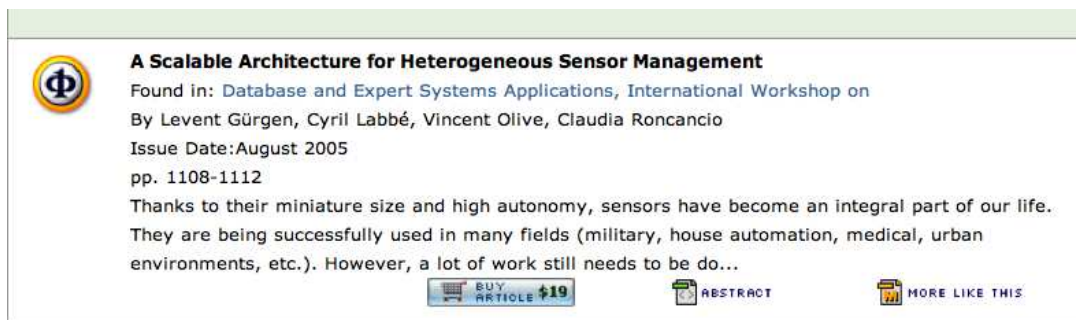 A Scalable Architecture for Heterogeneous Sensor Management
Found in: Database and Expert Systems Applications, International Workshop on
By Levent Gürgen, Cyril Labbé, Vincent Olive, Claudia Roncancio
Issue Date:August 2005
pp. 1108-1112
Thanks to their miniature size and high autonomy, sensors have become an integral part of our life.
They are being successfully used in many fields (military, house automation, medical, urban
environments, etc.). However, a lot of work still needs to be do...
BUY ARTICLE $19 ABSTRACT MORE LIKE THIS